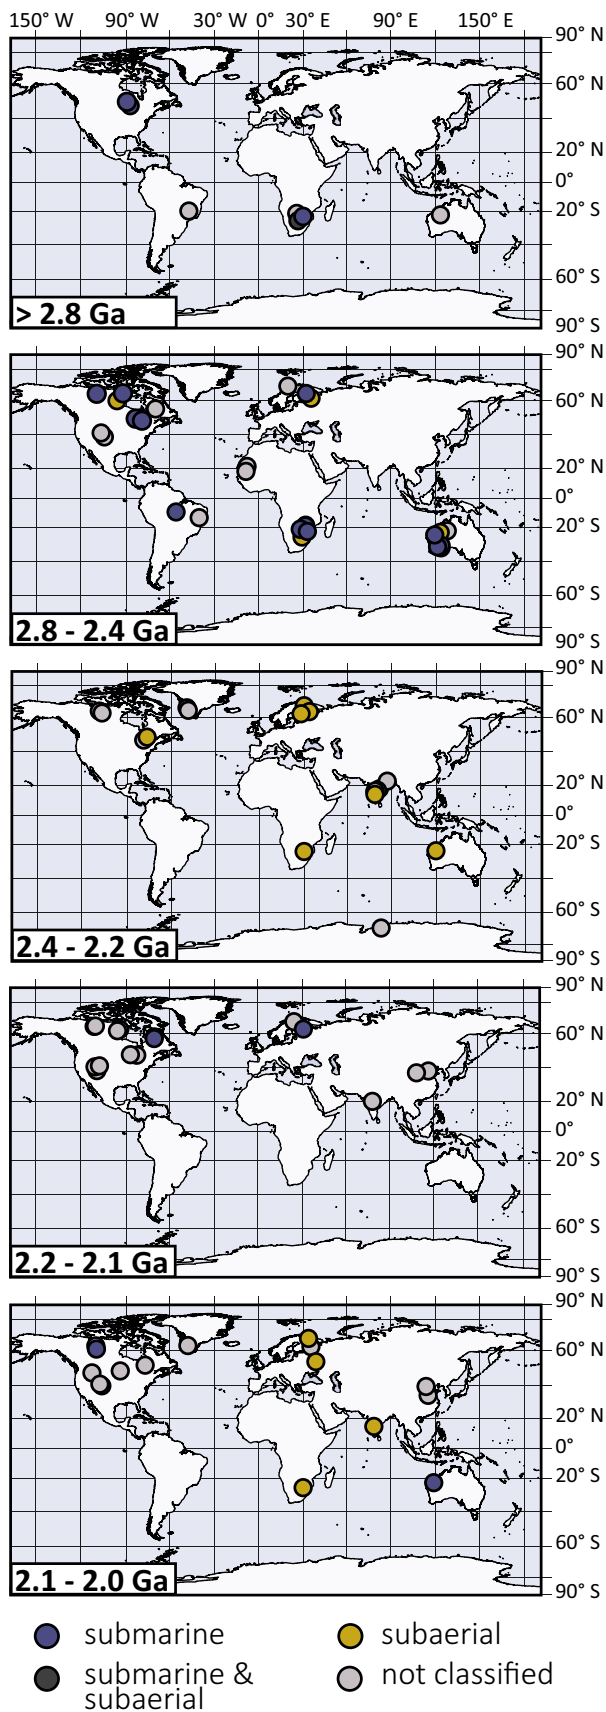 150° W 90° W 30° W 0° 30° E 90° E 150° E
90° N
60° N
20° N
0°
20° S
60° S
90° S
> 2.8 Ga
90° N
60° N
20° N
0°
20° S
60° S
90° S
2.8 - 2.4 Ga
90° N
60° N
20° N
0°
20° S
60° S
90° S
2.4 - 2.2 Ga
90° N
60° N
20° N
0°
20° S
60° S
90° S
2.2 - 2.1 Ga
90° N
60° N
20° N
0°
20° S
60° S
90° S
2.1 - 2.0 Ga
submarine
subaerial
submarine &
subaerial
not classified